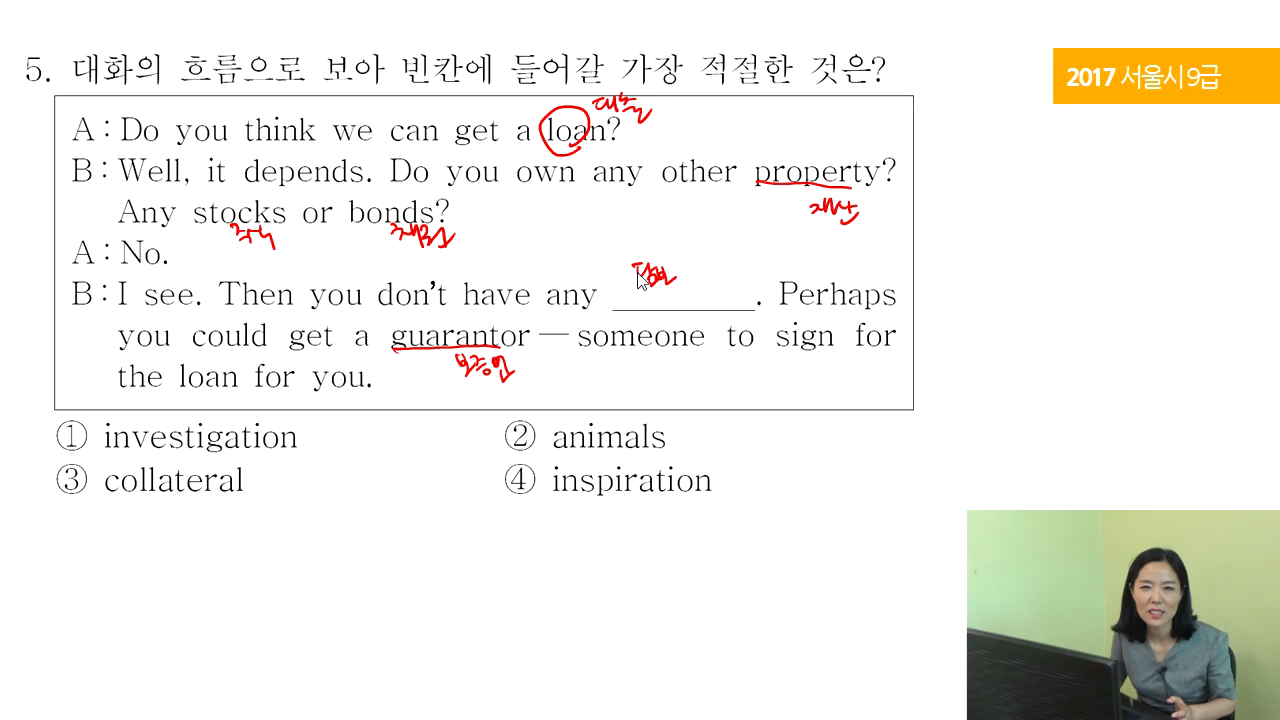 5. 대화의 흐름으로 보아 빈칸에 들어갈 가장 적절한 것은?
2017 서울시 9급
대출
A : Do you think we can get a loan?
B : Well, it depends. Do you own any other property?
재산
Any stocks or bonds?
주식 채권
A : No.
담보
B : I see. Then you don't have any ________. Perhaps
you could get a guarantor — someone to sign for
보증인
the loan for you.
① investigation ② animals
③ collateral ④ inspiration